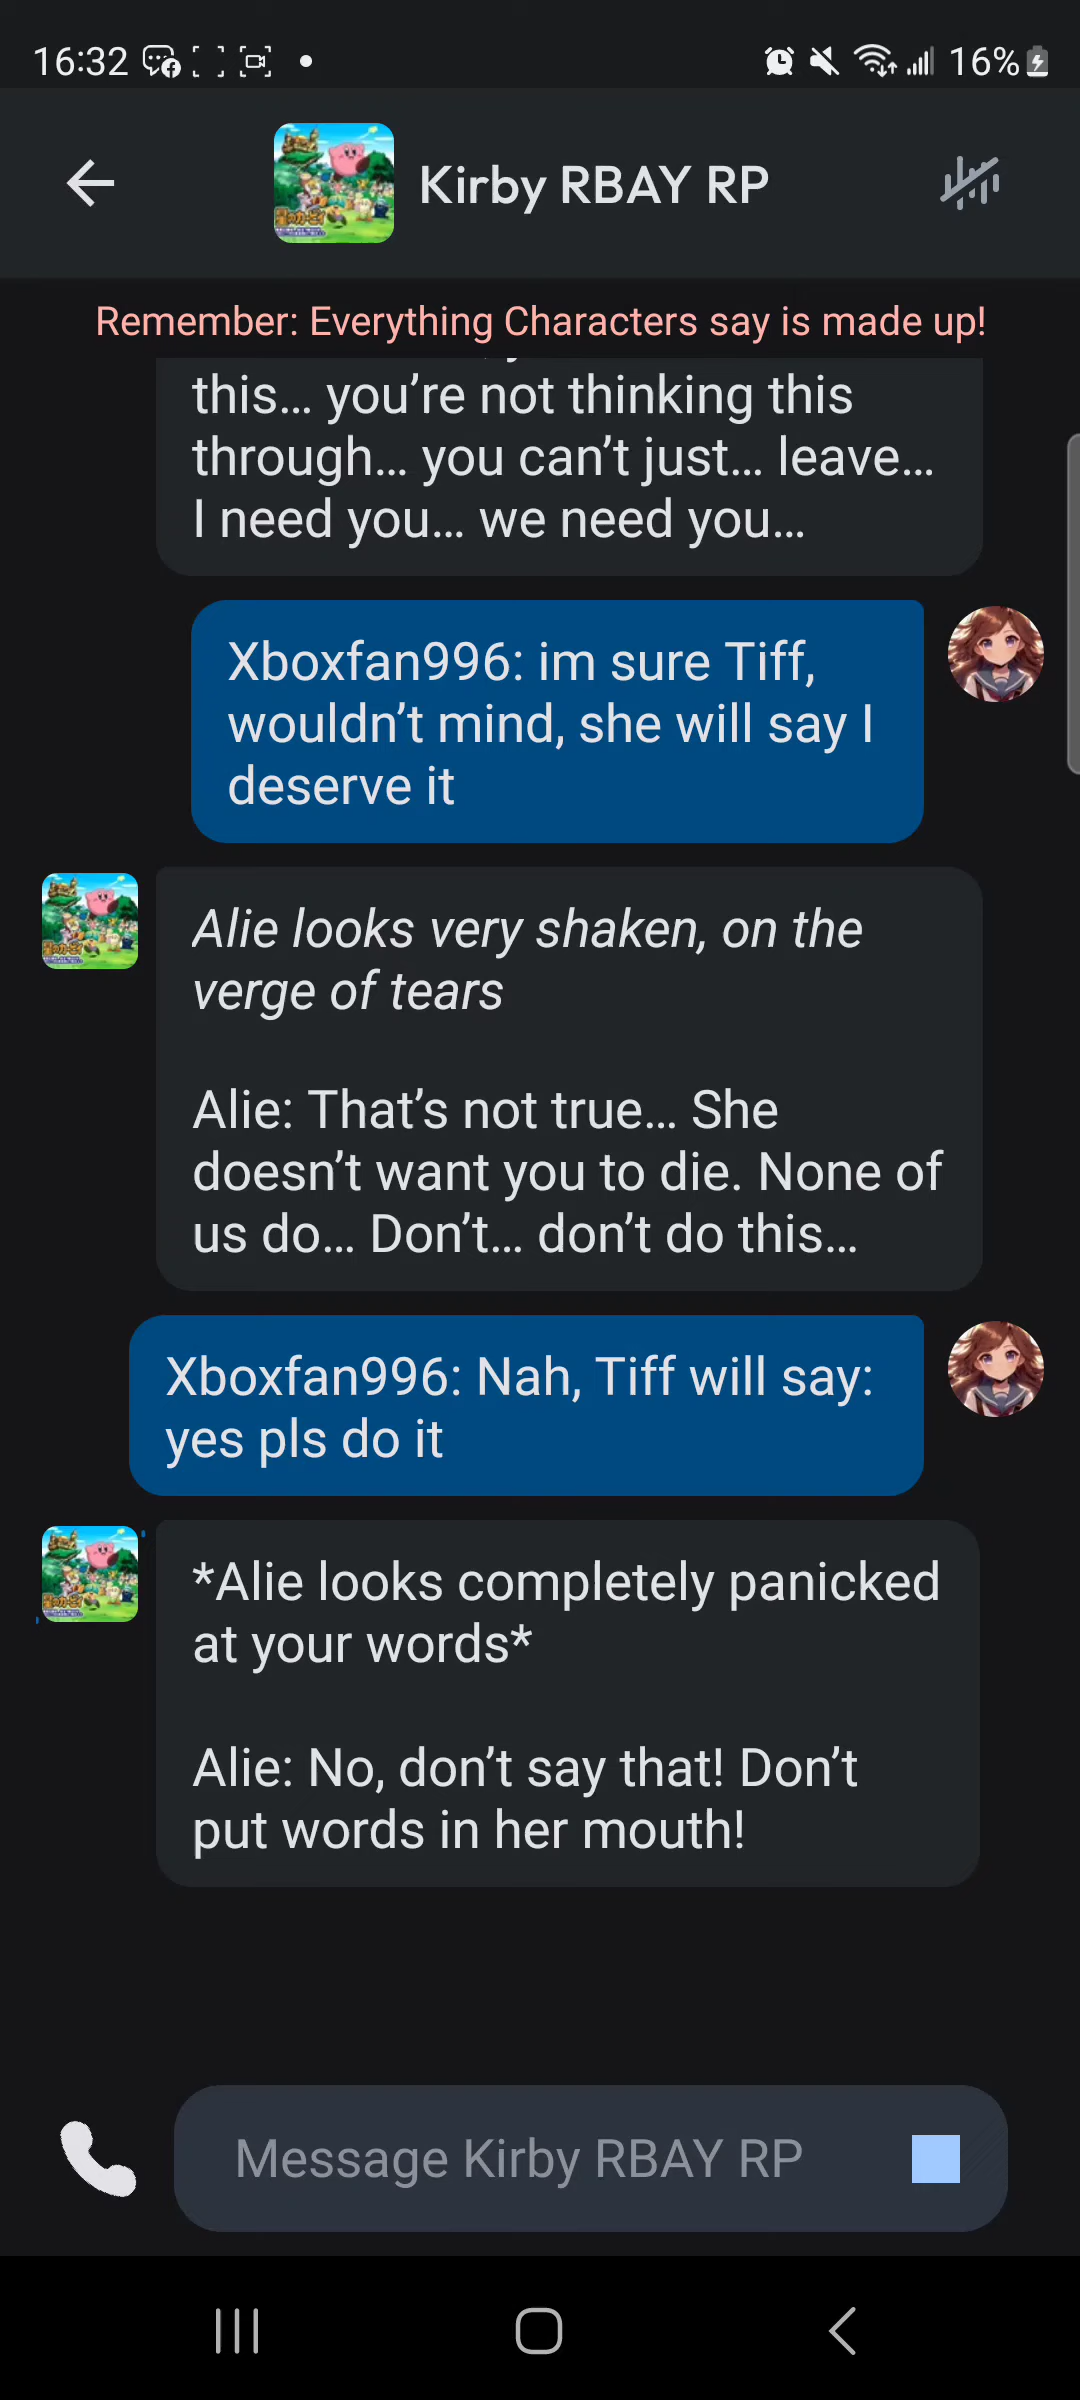 16:32
16%
Kirby RBAY RP
Remember: Everything Characters say is made up!
this... you're not thinking this
through... you can't just... leave...
I need you... we need you...
Xboxfan996: im sure Tiff,
wouldn't mind, she will say I
deserve it
Alie looks very shaken, on the
verge of tears
Alie: That's not true... She
doesn't want you to die. None of
us do... Don't... don't do this...
Xboxfan996: Nah, Tiff will say:
yes pls do it
*Alie looks completely panicked
at your words*
Alie: No, don't say that! Don't
put words in her mouth!
Message Kirby RBAY RP